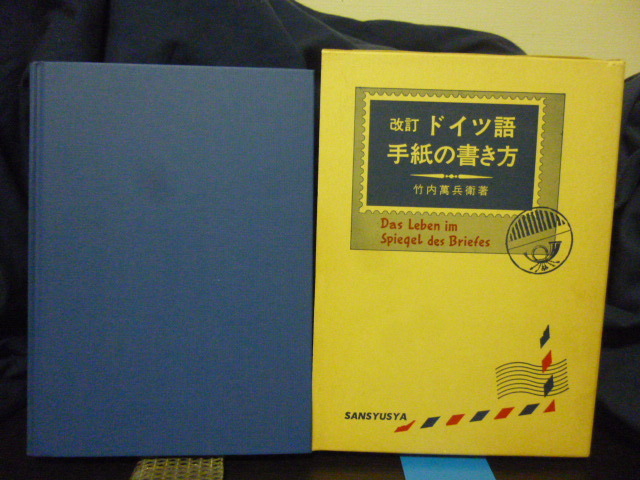 改訂 ドイツ語
手紙の書き方
竹内萬兵衛著
Das Leben im
Spiegel des Briefes
SANSYUSYA